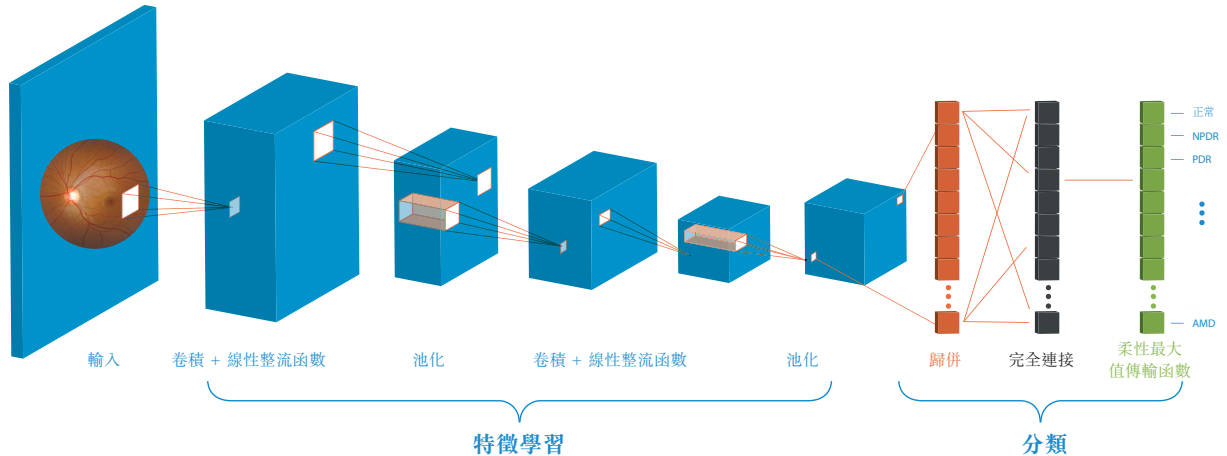 正常
NPDR
PDR
AMD
輸入
卷積 + 線性整流函數
池化
卷積 + 線性整流函數
池化
歸併
完全連接
柔性最大
值傳輸函數
特徵學習
分類